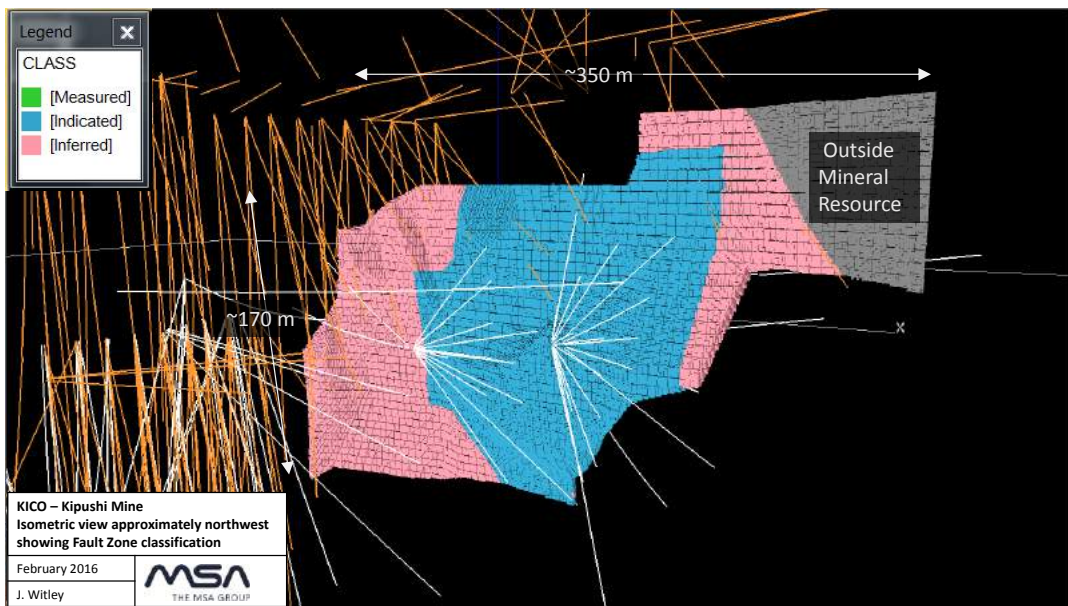 Legend
CLASS
[Measured]
[Indicated]
[Inferred]
~350 m
Outside
Mineral
Resource
~170 m
X
KICO – Kipushi Mine
Isometric view approximately northwest
showing Fault Zone classification
February 2016
J. Witley
MSA
THE MSA GROUP